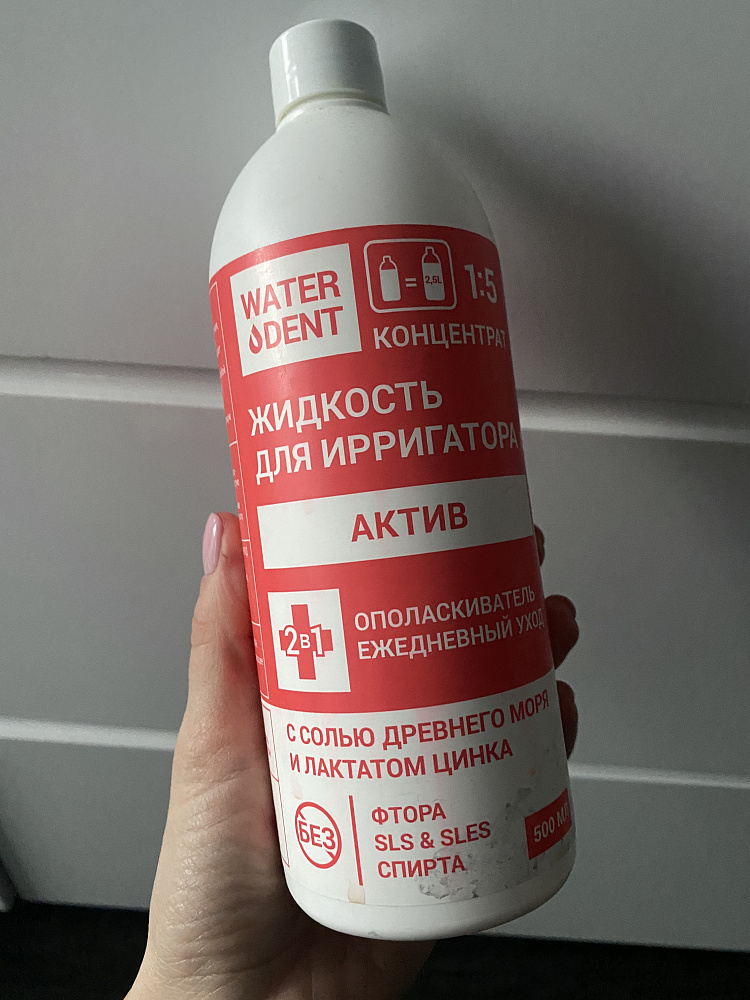 WATER
DENT
2,5L
1:5
КОНЦЕНТРАТ
ЖИДКОСТЬ
ДЛЯ ИРРИГАТОРА
АКТИВ
2в1
ОПОЛАСКИВАТЕЛЬ
ЕЖЕДНЕВНЫЙ УХОД
С СОЛЬЮ ДРЕВНЕГО МОРЯ
И ЛАКТАТОМ ЦИНКА
БЕЗ
ФТОРА
SLS & SLES
СПИРТА
500 МЛ